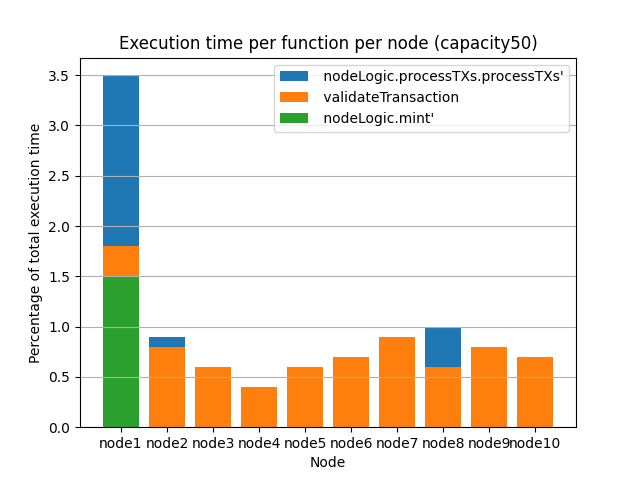 Execution time per function per node (capacity50)
nodeLogic.processTXs.processTXs'
validateTransaction
nodeLogic.mint'
Percentage of total execution time
3.5
3.0
2.5
2.0
1.5
1.0
0.5
0.0
node1 node2 node3 node4 node5 node6 node7 node8 node9 node10
Node